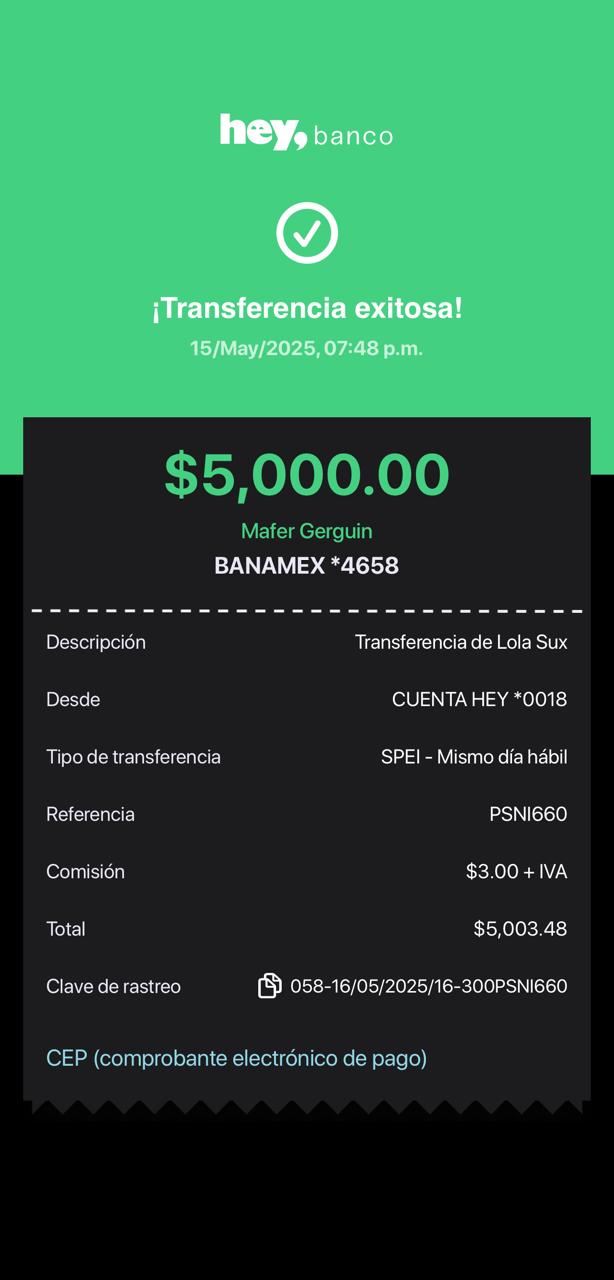 hey, banco
¡Transferencia exitosa!
15/May/2025, 07:48 p.m.
$5,000.00
Mafer Gerguin
BANAMEX *4658
Descripción Transferencia de Lola Sux
Desde CUENTA HEY *0018
Tipo de transferencia SPEI - Mismo día hábil
Referencia PSNI660
Comisión $3.00 + IVA
Total $5,003.48
Clave de rastreo 058-16/05/2025/16-300PSNI660
CEP (comprobante electrónico de pago)